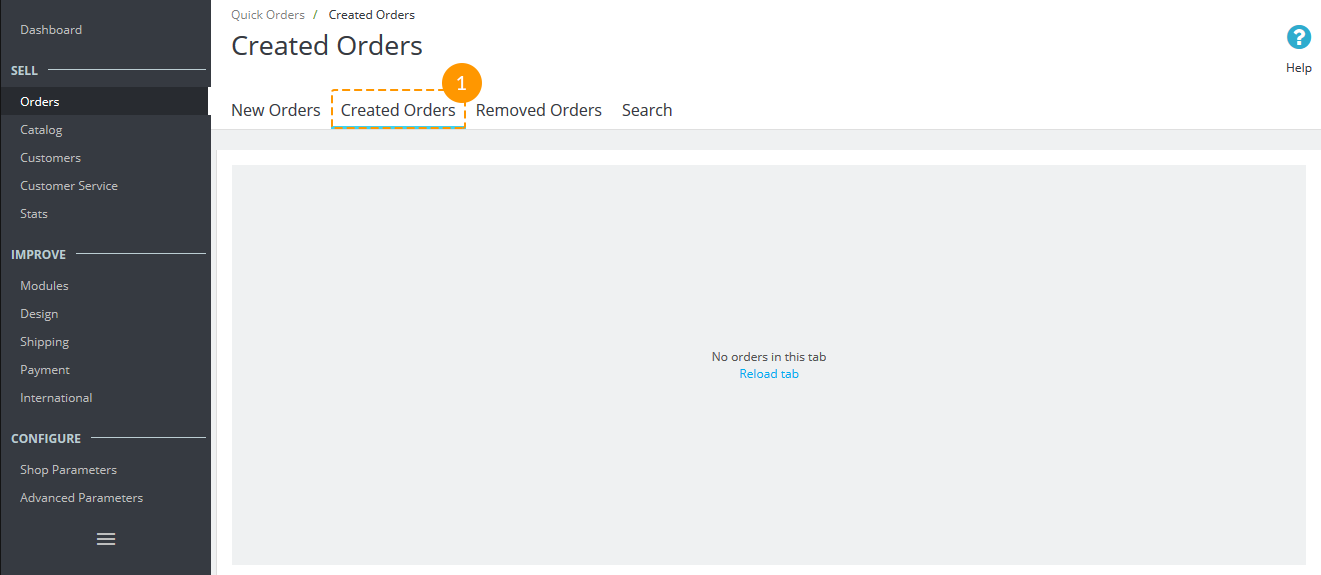 Dashboard
SELL
Orders
Catalog
Customers
Customer Service
Stats
IMPROVE
Modules
Design
Shipping
Payment
International
CONFIGURE
Shop Parameters
Advanced Parameters
Quick Orders / Created Orders
Created Orders
?
Help
1
New Orders Created Orders Removed Orders Search
No orders in this tab
Reload tab